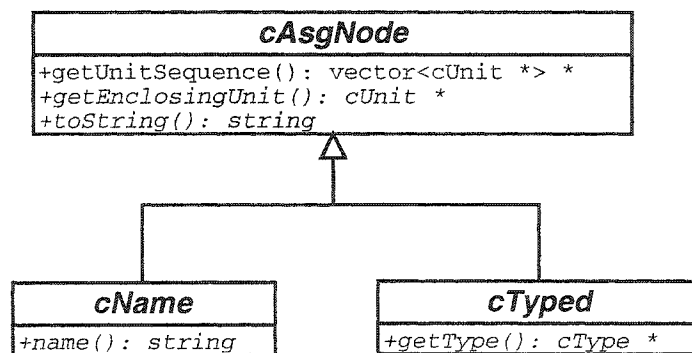 cAsgNode
+getUnitSequence(): vector<cUnit *> *
+getEnclosingUnit(): cUnit *
+toString(): string
cName
+name(): string
cTyped
+getType(): cType *